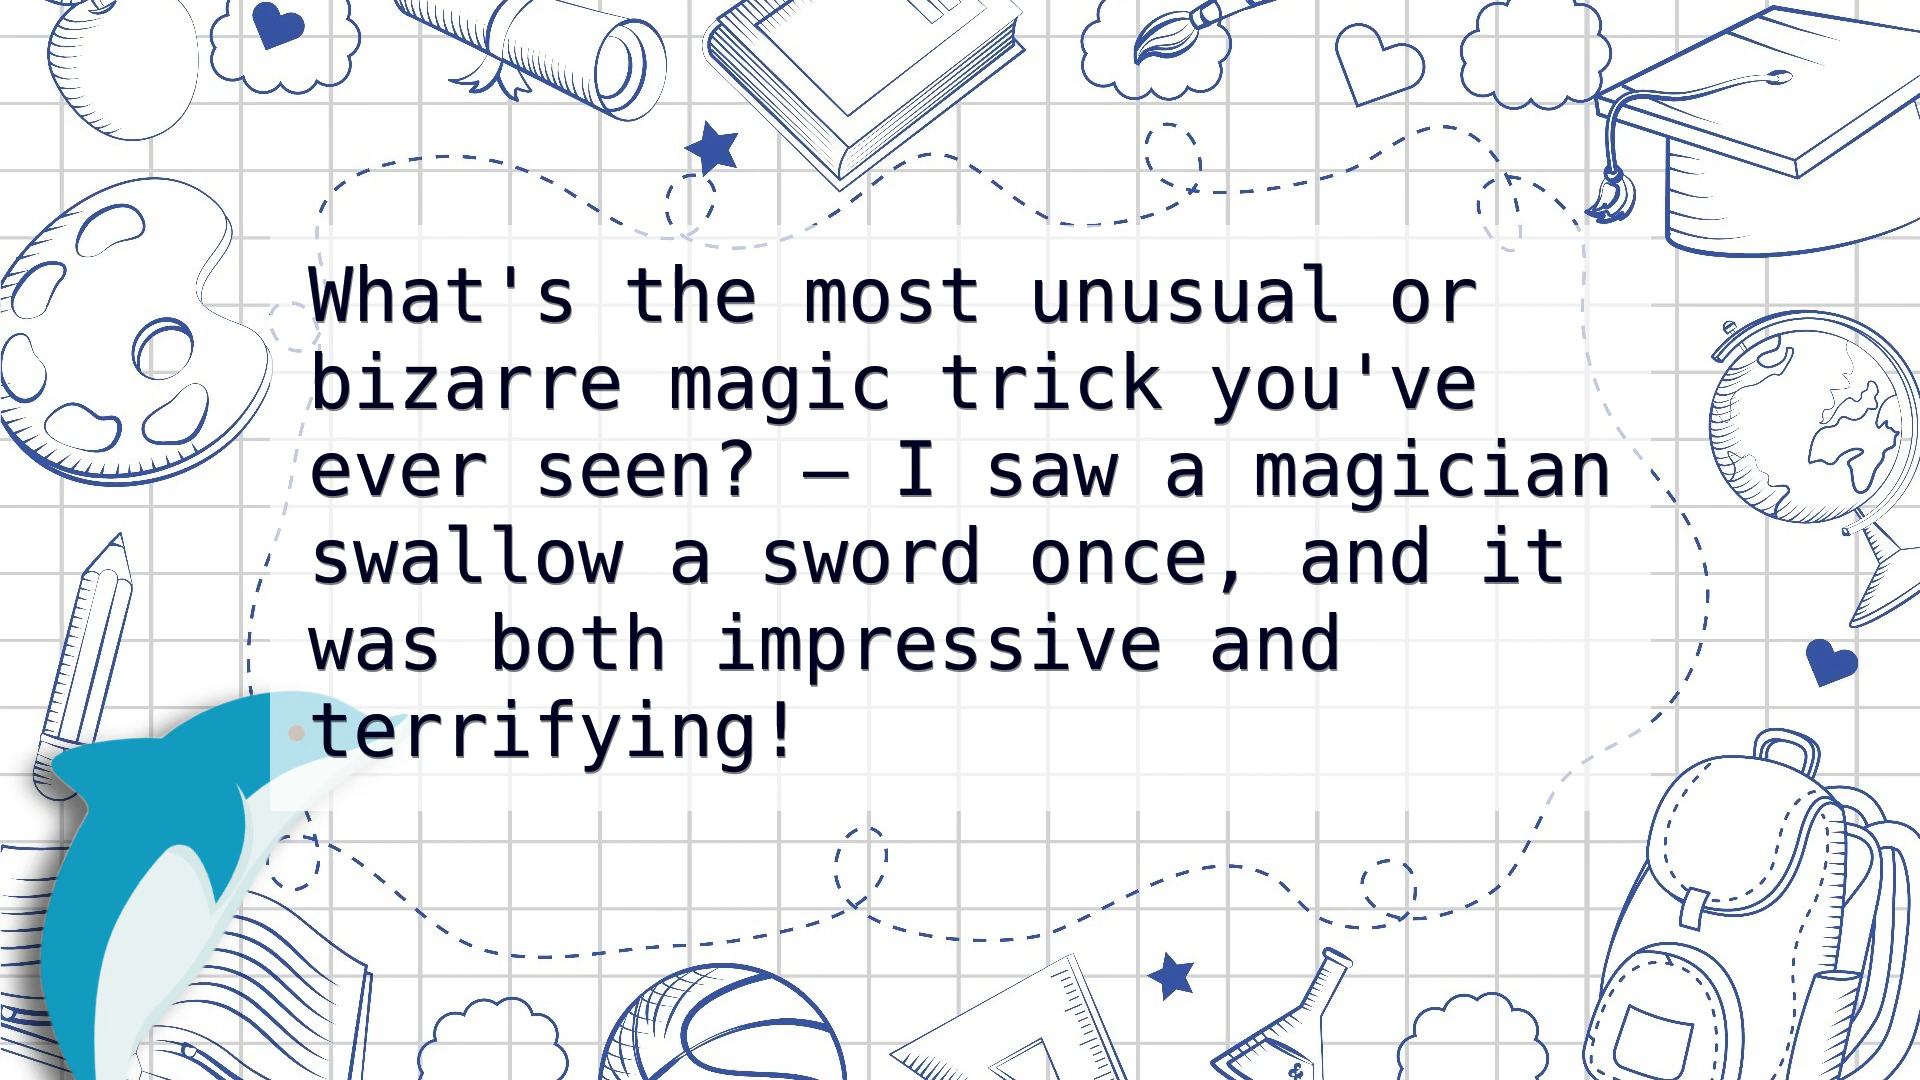 What's the most unusual or
bizarre magic trick you've
ever seen? – I saw a magician
swallow a sword once, and it
was both impressive and
terrifying!